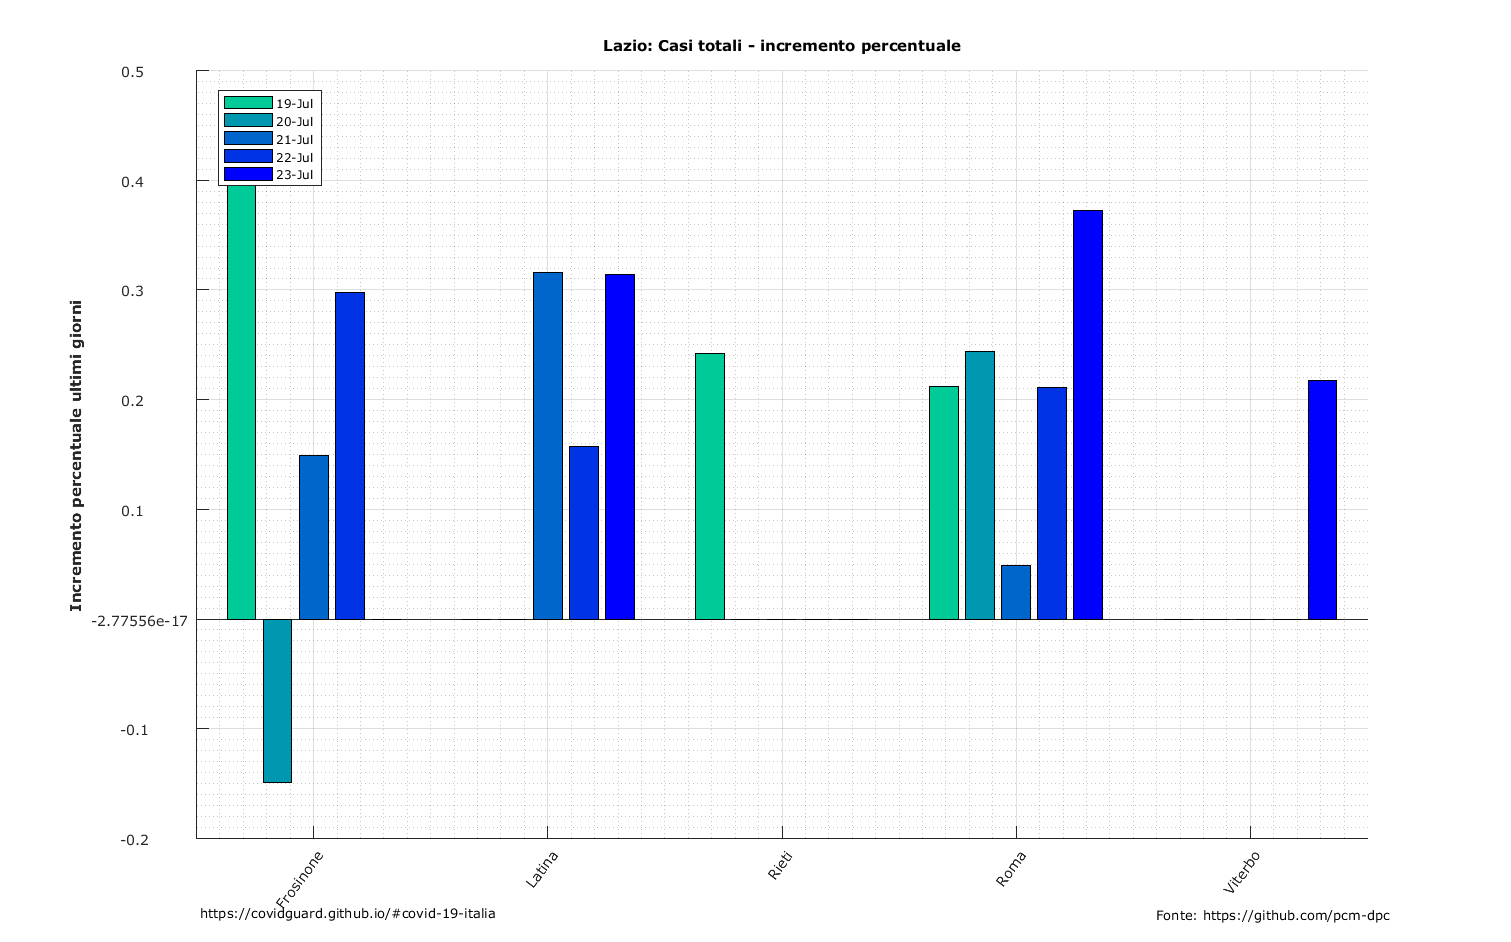 Lazio: Casi totali - incremento percentuale
0.5
0.4
0.3
0.2
0.1
-2.77556e-17
-0.1
-0.2
Incremento percentuale ultimi giorni
19-Jul
20-Jul
21-Jul
22-Jul
23-Jul
Frosinone
Latina
Rieti
Roma
Viterbo
https://covidguard.github.io/#covid-19-italia
Fonte: https://github.com/pcm-dpc